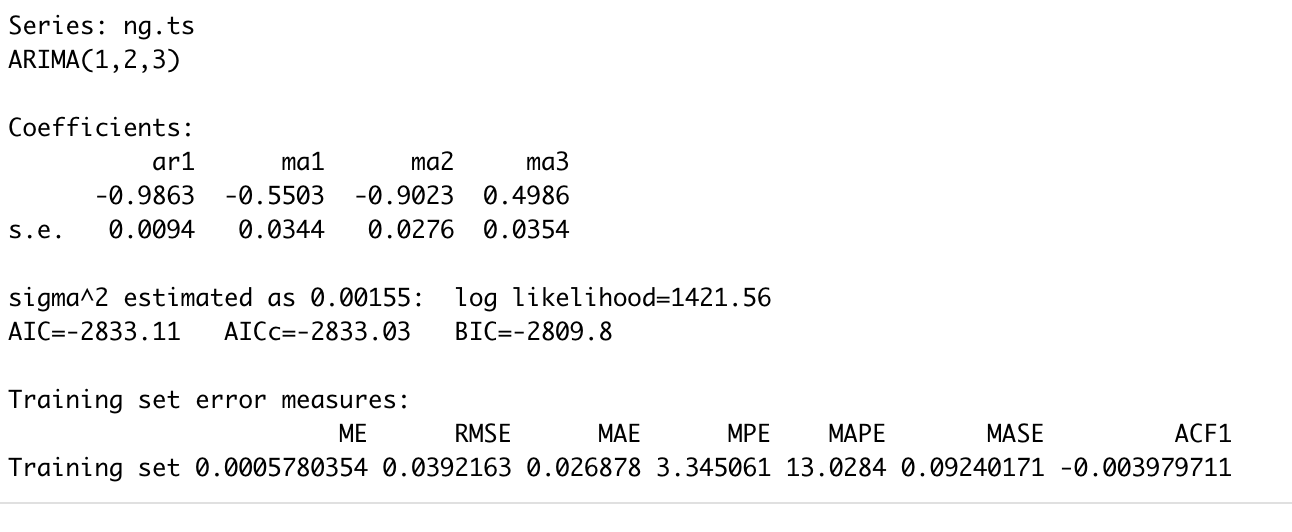 Series: ng.ts
ARIMA(1,2,3)
Coefficients:
ar1 ma1 ma2 ma3
-0.9863 -0.5503 -0.9023 0.4986
s.e. 0.0094 0.0344 0.0276 0.0354
sigma^2 estimated as 0.00155: log likelihood=1421.56
AIC=-2833.11 AICc=-2833.03 BIC=-2809.8
Training set error measures:
ME RMSE MAE MPE MAPE MASE ACF1
Training set 0.0005780354 0.0392163 0.026878 3.345061 13.0284 0.09240171 -0.003979711